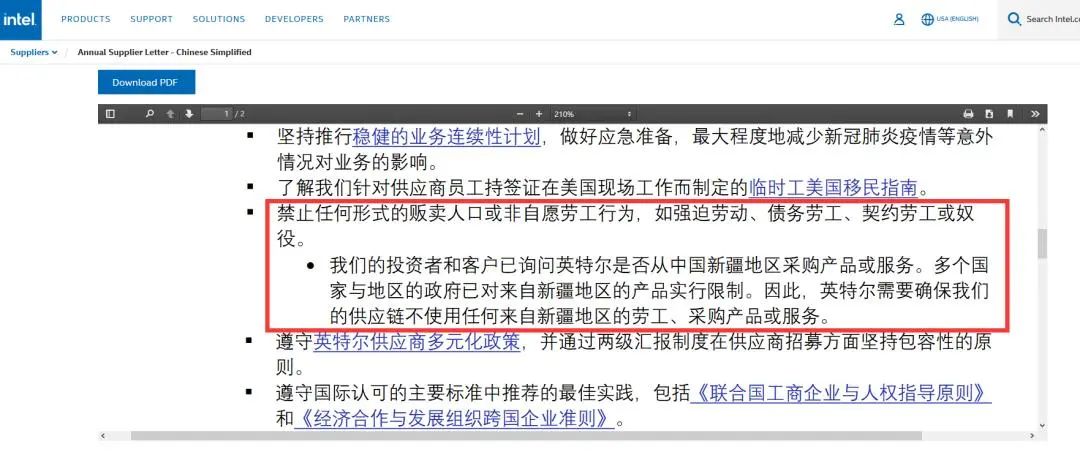 intel.
PRODUCTS SUPPORT SOLUTIONS DEVELOPERS PARTNERS
USA (ENGLISH)
Search Intel.co
Suppliers / Annual Supplier Letter - Chinese Simplified
Download PDF
1 / 2
210%
坚持推行稳健的业务连续性计划，做好应急准备，最大程度地减少新冠肺炎疫情等意外
情况对业务的影响。
了解我们针对供应商员工持签证在美国现场工作而制定的临时工美国移民指南。
禁止任何形式的贩卖人口或非自愿劳工行为，如强迫劳动、债务劳工、契约劳工或奴
役。
我们的投资者和客户已询问英特尔是否从中国新疆地区采购产品或服务。多个国
家与地区的政府已对来自新疆地区的产品实行限制。因此，英特尔需要确保我们
的供应链不使用任何来自新疆地区的劳工、采购产品或服务。
遵守英特尔供应商多元化政策，并通过两级汇报制度在供应商招募方面坚持包容性的原
则。
遵守国际认可的主要标准中推荐的最佳实践，包括《联合国工商企业与人权指导原则》
和《经济合作与发展组织跨国企业准则》。